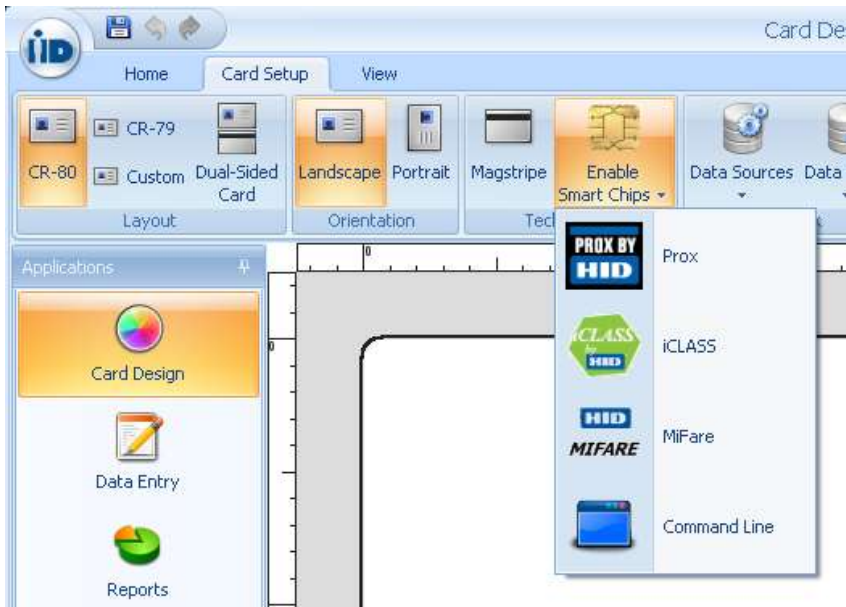 iiD
Card De
Home
Card Setup
View
CR-80
CR-79
Custom
Dual-Sided
Card
Landscape
Portrait
Magstripe
Enable
Smart Chips
Data Sources
Data
Layout
Orientation
Tec
Applications
0
0
Card Design
Data Entry
Reports
PROX BY
HID
Prox
iCLASS
by
HID
iCLASS
HID
MIFARE
MiFare
Command Line